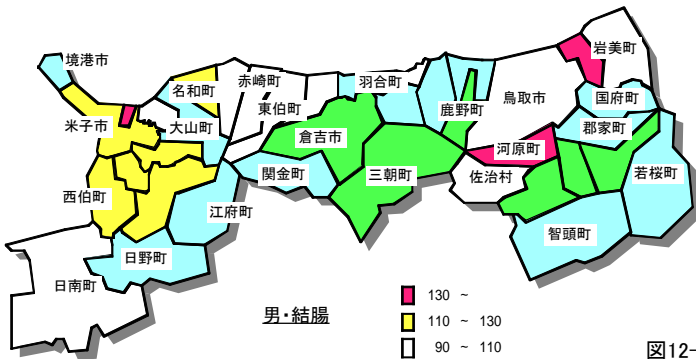 境港市
赤崎町
羽合町
岩美町
名和町
国府町
米子市
大山町
東伯町
鹿野町
鳥取市
倉吉市
郡家町
河原町
関金町
三朝町
佐治村
若桜町
西伯町
江府町
智頭町
日野町
日南町
男・結腸
130 ~
110 ~ 130
90 ~ 110
図12-